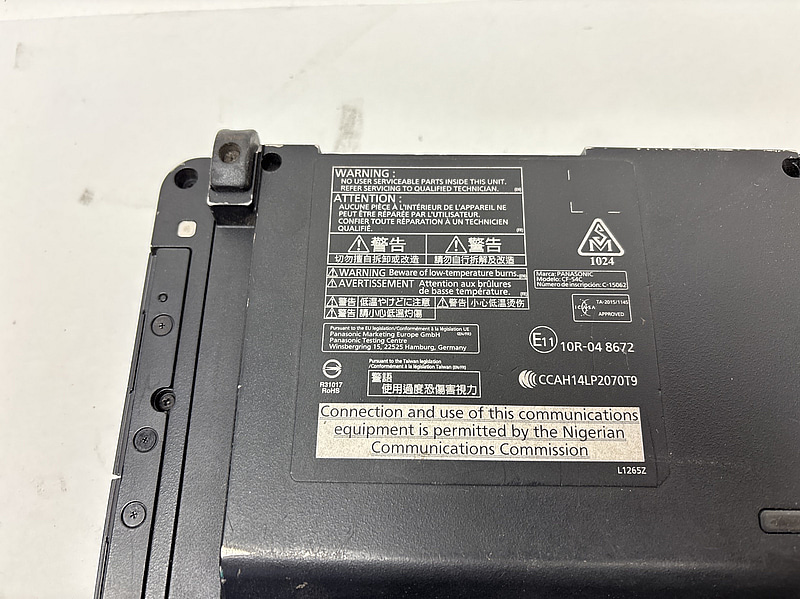 WARNING :
NO USER SERVICEABLE PARTS INSIDE THIS UNIT.
REFER SERVICING TO QUALIFIED TECHNICIAN.
ATTENTION :
AUCUNE PIÈCE À L'INTÉRIEUR DE L'APPAREIL NE
PEUT ÊTRE RÉPARÉE PAR L'UTILISATEUR.
CONFIER TOUTE RÉPARATION À UN TECHNICIEN
QUALIFIÉ.
警告 警告
切勿擅自拆卸或改造 請勿自行拆解及改造
WARNING Beware of low-temperature burns.
AVERTISSEMENT Attention aux brûlures
de basse température.
警告 低温やけどに注意 警告 小心低温烫伤
警告 請小心低溫灼傷
Pursuant to the EU legislation/Conformément à la législation UE
Panasonic Marketing Europe GmbH
Panasonic Testing Centre
Winsbergring 15, 22525 Hamburg, Germany
R31017
RoHS
Pursuant to the Taiwan legislation
/Conformément à la législation Taiwan
警語
使用過度恐傷害視力
SM
1024
Marca: PANASONIC
Modelo: CF-54C
Número de inscripción: C-15062
ICASA
TA-2015/1145
APPROVED
E11 10R-04 8672
CCAH14LP2070T9
Connection and use of this communications
equipment is permitted by the Nigerian
Communications Commission
L1265Z